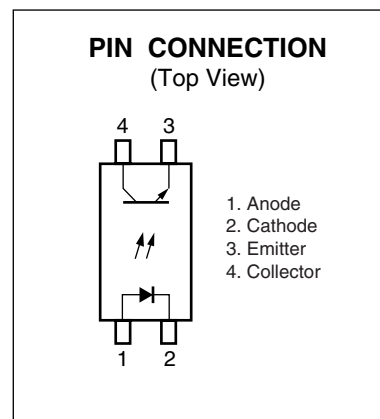 PIN CONNECTION
(Top View)
4 3
1. Anode
2. Cathode
3. Emitter
4. Collector
1 2